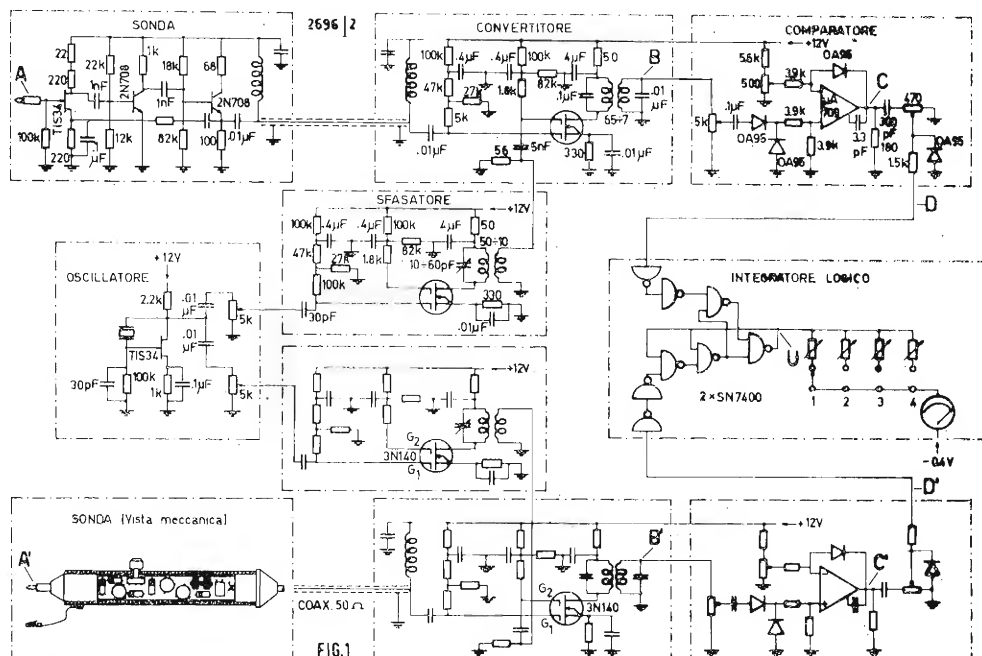 SONDA
2696/2
22
1k
18k
68
220
22k
1nF
2N708
1nF
2N708
A
TIS34
100k
220
µF
12k
82k
100
.01µF
CONVERTITORE
100k
.4µF
.4µF
100k
.4µF
50
B
47k
27k
1.8k
82k
.1µF
.01
µF
5k
65÷7
.01µF
56
5nF
330
.01µF
COMPARATORE
+12V
OA95
5.6k
500
3.9k
C
470
µA
709
.1µF
3.9k
5k
OA95
OA95
3.9k
3.3
pF
300
pF
180
1.5k
OA95
D
SFASATORE
+12V
100k
.4µF
.4µF
100k
.4µF
50
50÷10
47k
27k
1.8k
82k
10-60pF
100k
330
30pF
.01µF
OSCILLATORE
+12V
2.2k
.01
µF
.01
µF
5k
TIS34
30pF
100k
1k
.1µF
5k
INTEGRATORE LOGICO
U
2×SN7400
1
2
3
4
-0.4V
+12V
G2
3N140
G1
D'
SONDA (Vista meccanica)
A'
COAX. 50 Ω
B'
G2
3N140
G1
+12V
C'
FIG.1